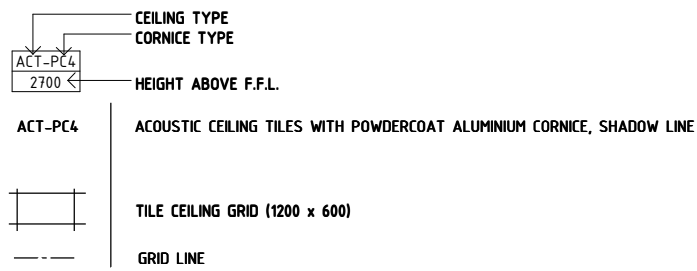 CEILING TYPE
CORNICE TYPE
ACT-PC4
2700
HEIGHT ABOVE F.F.L.
ACT-PC4 ACOUSTIC CEILING TILES WITH POWDERCOAT ALUMINIUM CORNICE, SHADOW LINE
TILE CEILING GRID (1200 x 600)
GRID LINE